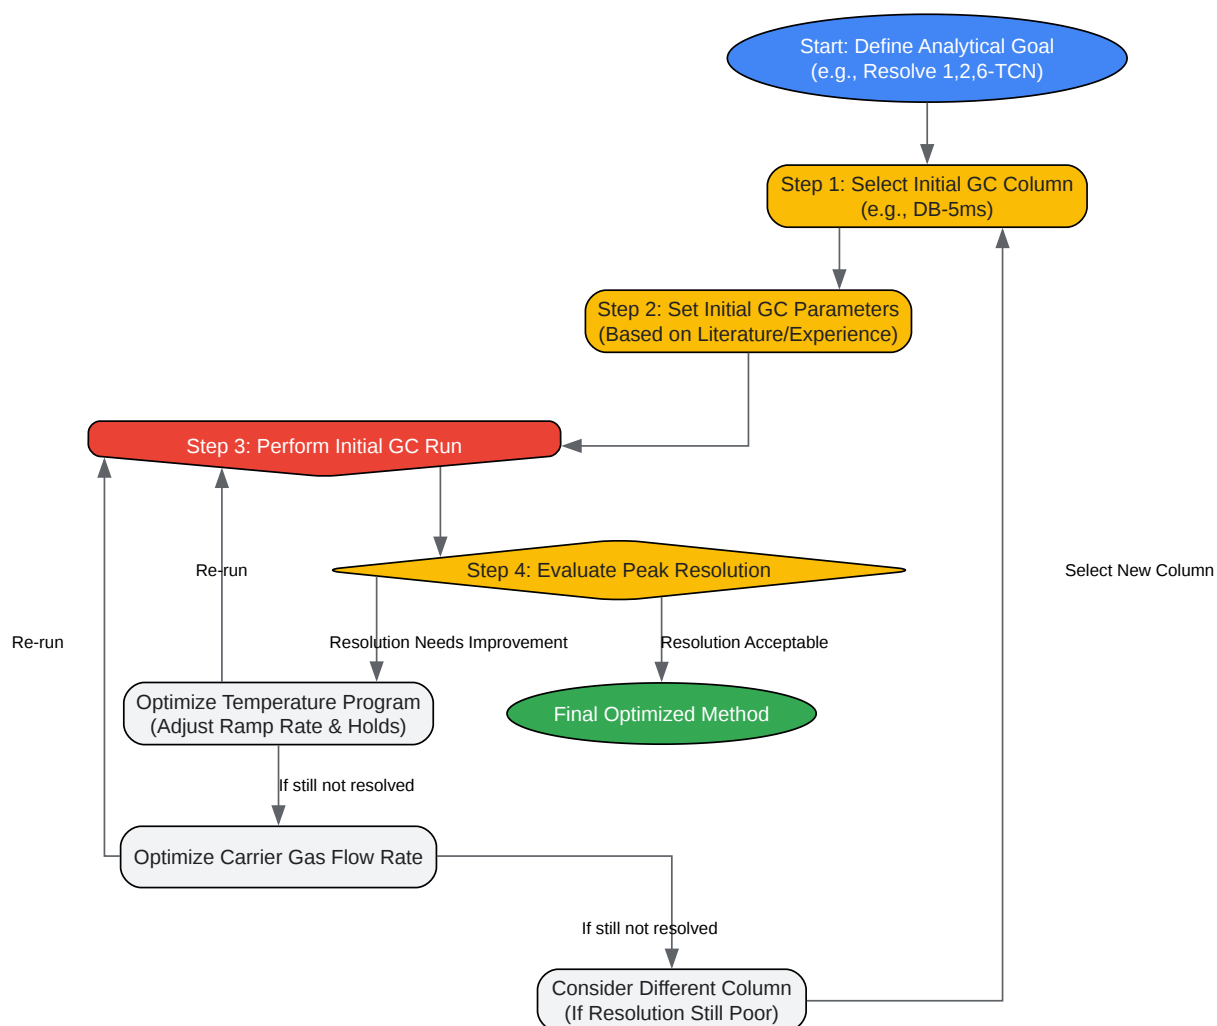 Start: Define Analytical Goal
(e.g., Resolve 1,2,6-TCN)
Step 1: Select Initial GC Column
(e.g., DB-5ms)
Step 2: Set Initial GC Parameters
(Based on Literature/Experience)
Step 3: Perform Initial GC Run
Re-run
Step 4: Evaluate Peak Resolution
Select New Column
Re-run
Resolution Needs Improvement
Resolution Acceptable
Optimize Temperature Program
(Adjust Ramp Rate & Holds)
Final Optimized Method
If still not resolved
Optimize Carrier Gas Flow Rate
If still not resolved
Consider Different Column
(If Resolution Still Poor)